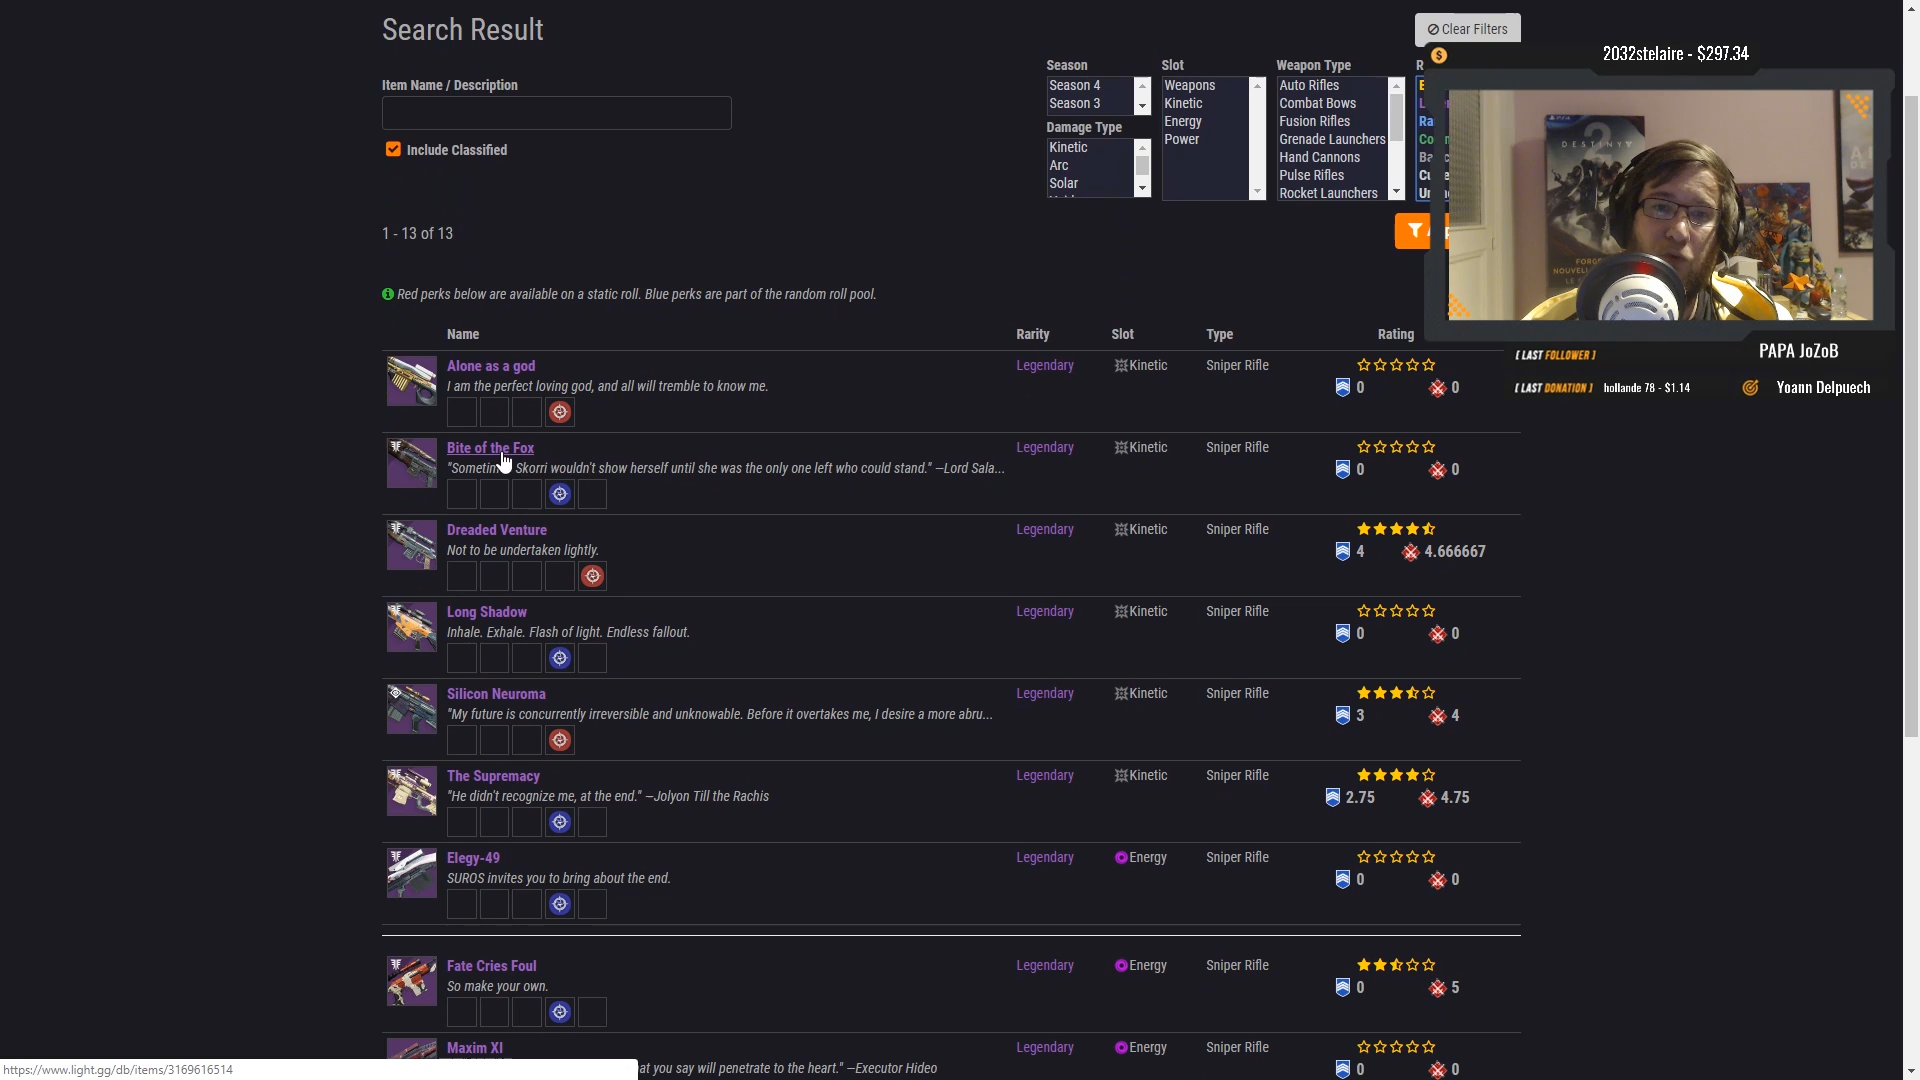 Search Result
Clear Filters
2032stelaire - $297.34
Season
Slot
Weapon Type
Item Name / Description
Season 4
Season 3
Weapons
Kinetic
Energy
Power
Auto Rifles
Combat Bows
Fusion Rifles
Grenade Launchers
Hand Cannons
Pulse Rifles
Rocket Launchers
Damage Type
Kinetic
Arc
Solar
Include Classified
DESTINY
1 - 13 of 13
Red perks below are available on a static roll. Blue perks are part of the random roll pool.
Name Rarity Slot Type Rating
[ LAST FOLLOWER ] PAPA JoZoB
[ LAST DONATION ] hollande 78 - $1.14 Yoann Delpuech
Alone as a god Legendary Kinetic Sniper Rifle
I am the perfect loving god, and all will tremble to know me. 0 0
Bite of the Fox Legendary Kinetic Sniper Rifle
Skorri wouldn't show herself until she was the only one left who could stand." —Lord Sala... 0 0
Dreaded Venture Legendary Kinetic Sniper Rifle
Not to be undertaken lightly. 4 4.666667
Long Shadow Legendary Kinetic Sniper Rifle
Inhale. Exhale. Flash of light. Endless fallout. 0 0
Silicon Neuroma Legendary Kinetic Sniper Rifle
"My future is concurrently irreversible and unknowable. Before it overtakes me, I desire a more abru... 3 4
The Supremacy Legendary Kinetic Sniper Rifle
"He didn't recognize me, at the end." —Jolyon Till the Rachis 2.75 4.75
Elegy-49 Legendary Energy Sniper Rifle
SUROS invites you to bring about the end. 0 0
Fate Cries Foul Legendary Energy Sniper Rifle
So make your own. 0 5
Maxim XI Legendary Energy Sniper Rifle
at you say will penetrate to the heart." —Executor Hideo 0 0
https://www.light.gg/db/items/3169616514